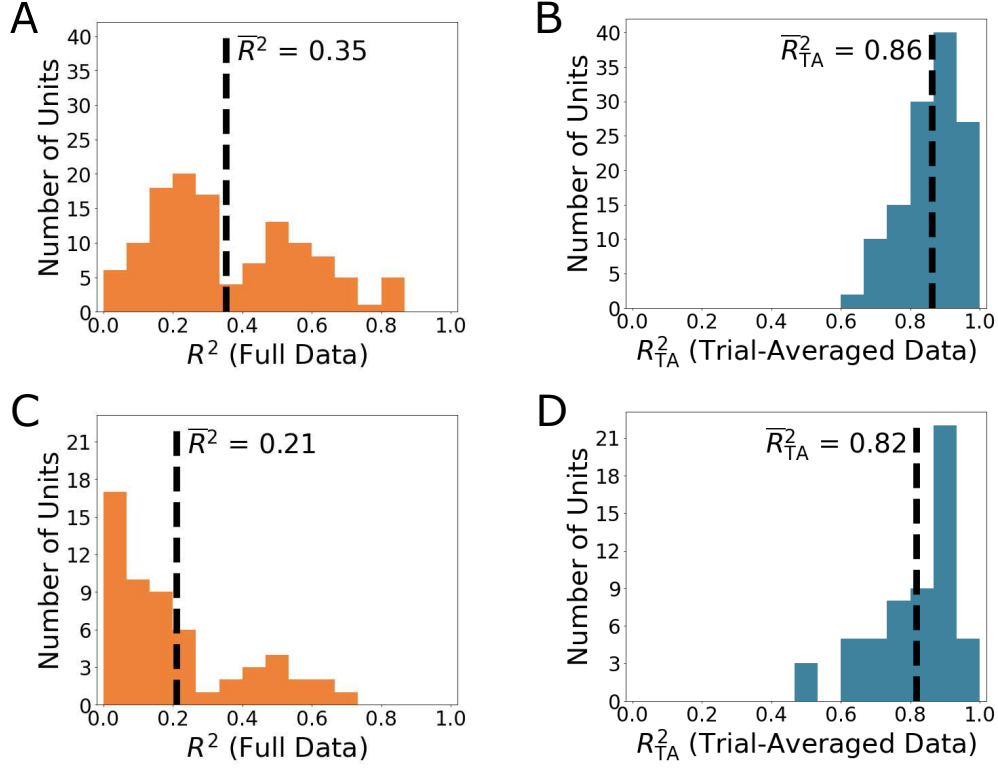 A
R̅² = 0.35
Number of Units
40
35
30
25
20
15
10
5
0
0.0 0.2 0.4 0.6 0.8 1.0
R² (Full Data)
B
R̅²_TA = 0.86
Number of Units
40
35
30
25
20
15
10
5
0
0.0 0.2 0.4 0.6 0.8 1.0
R²_TA (Trial-Averaged Data)
C
R̅² = 0.21
Number of Units
21
18
15
12
9
6
3
0
0.0 0.2 0.4 0.6 0.8 1.0
R² (Full Data)
D
R̅²_TA = 0.82
Number of Units
21
18
15
12
9
6
3
0
0.0 0.2 0.4 0.6 0.8 1.0
R²_TA (Trial-Averaged Data)